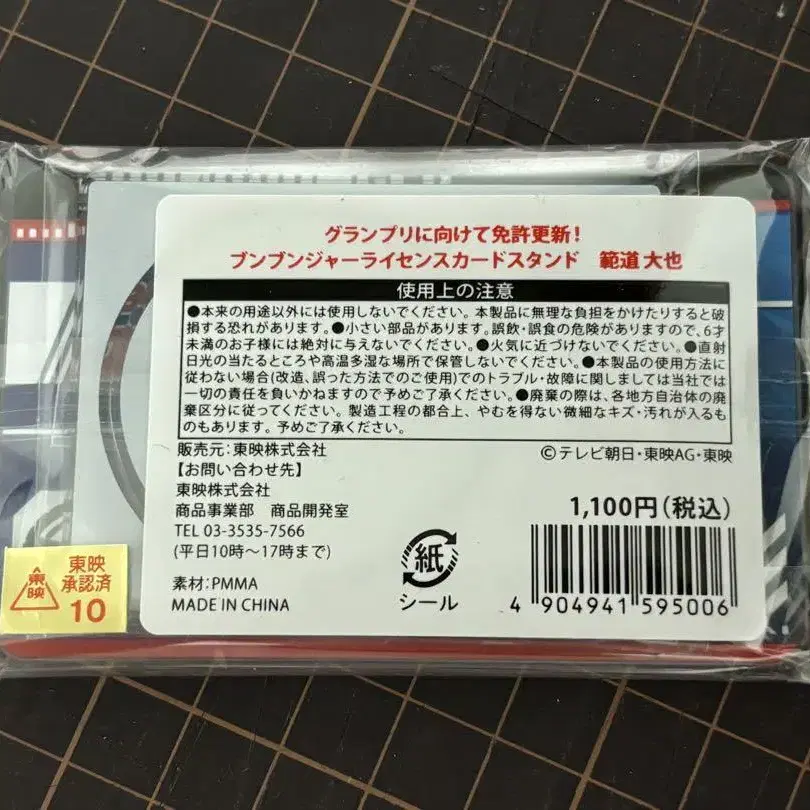 グランプリに向けて免許更新！
ブンブンジャーライセンスカードスタンド　範道 大也
使用上の注意
●本来の用途以外には使用しないでください。本製品に無理な負担をかけたりすると破
損する恐れがあります。●小さい部品があります。誤飲・誤食の危険がありますので、6才
未満のお子様には絶対に与えないでください。●火気に近づけないでください。●直射
日光の当たるところや高温多湿な場所で保管しないでください。●本製品の使用方法に
従わない場合(改造、誤った方法でのご使用)でのトラブル・故障に関しましては当社では
一切の責任を負いかねますので予めご了承ください。●廃棄の際は、各地方自治体の廃
棄区分に従ってください。製造工程の都合上、やむを得ない微細なキズ・汚れが入るも
のもあります。予めご了承ください。
販売元：東映株式会社
©テレビ朝日・東映AG・東映
【お問い合わせ先】
東映株式会社
商品事業部　商品開発室
TEL 03-3535-7566
(平日10時～17時まで)
素材：PMMA
MADE IN CHINA
紙
シール
1,100円(税込)
4 904941 595006
東映
東映
承認済
10